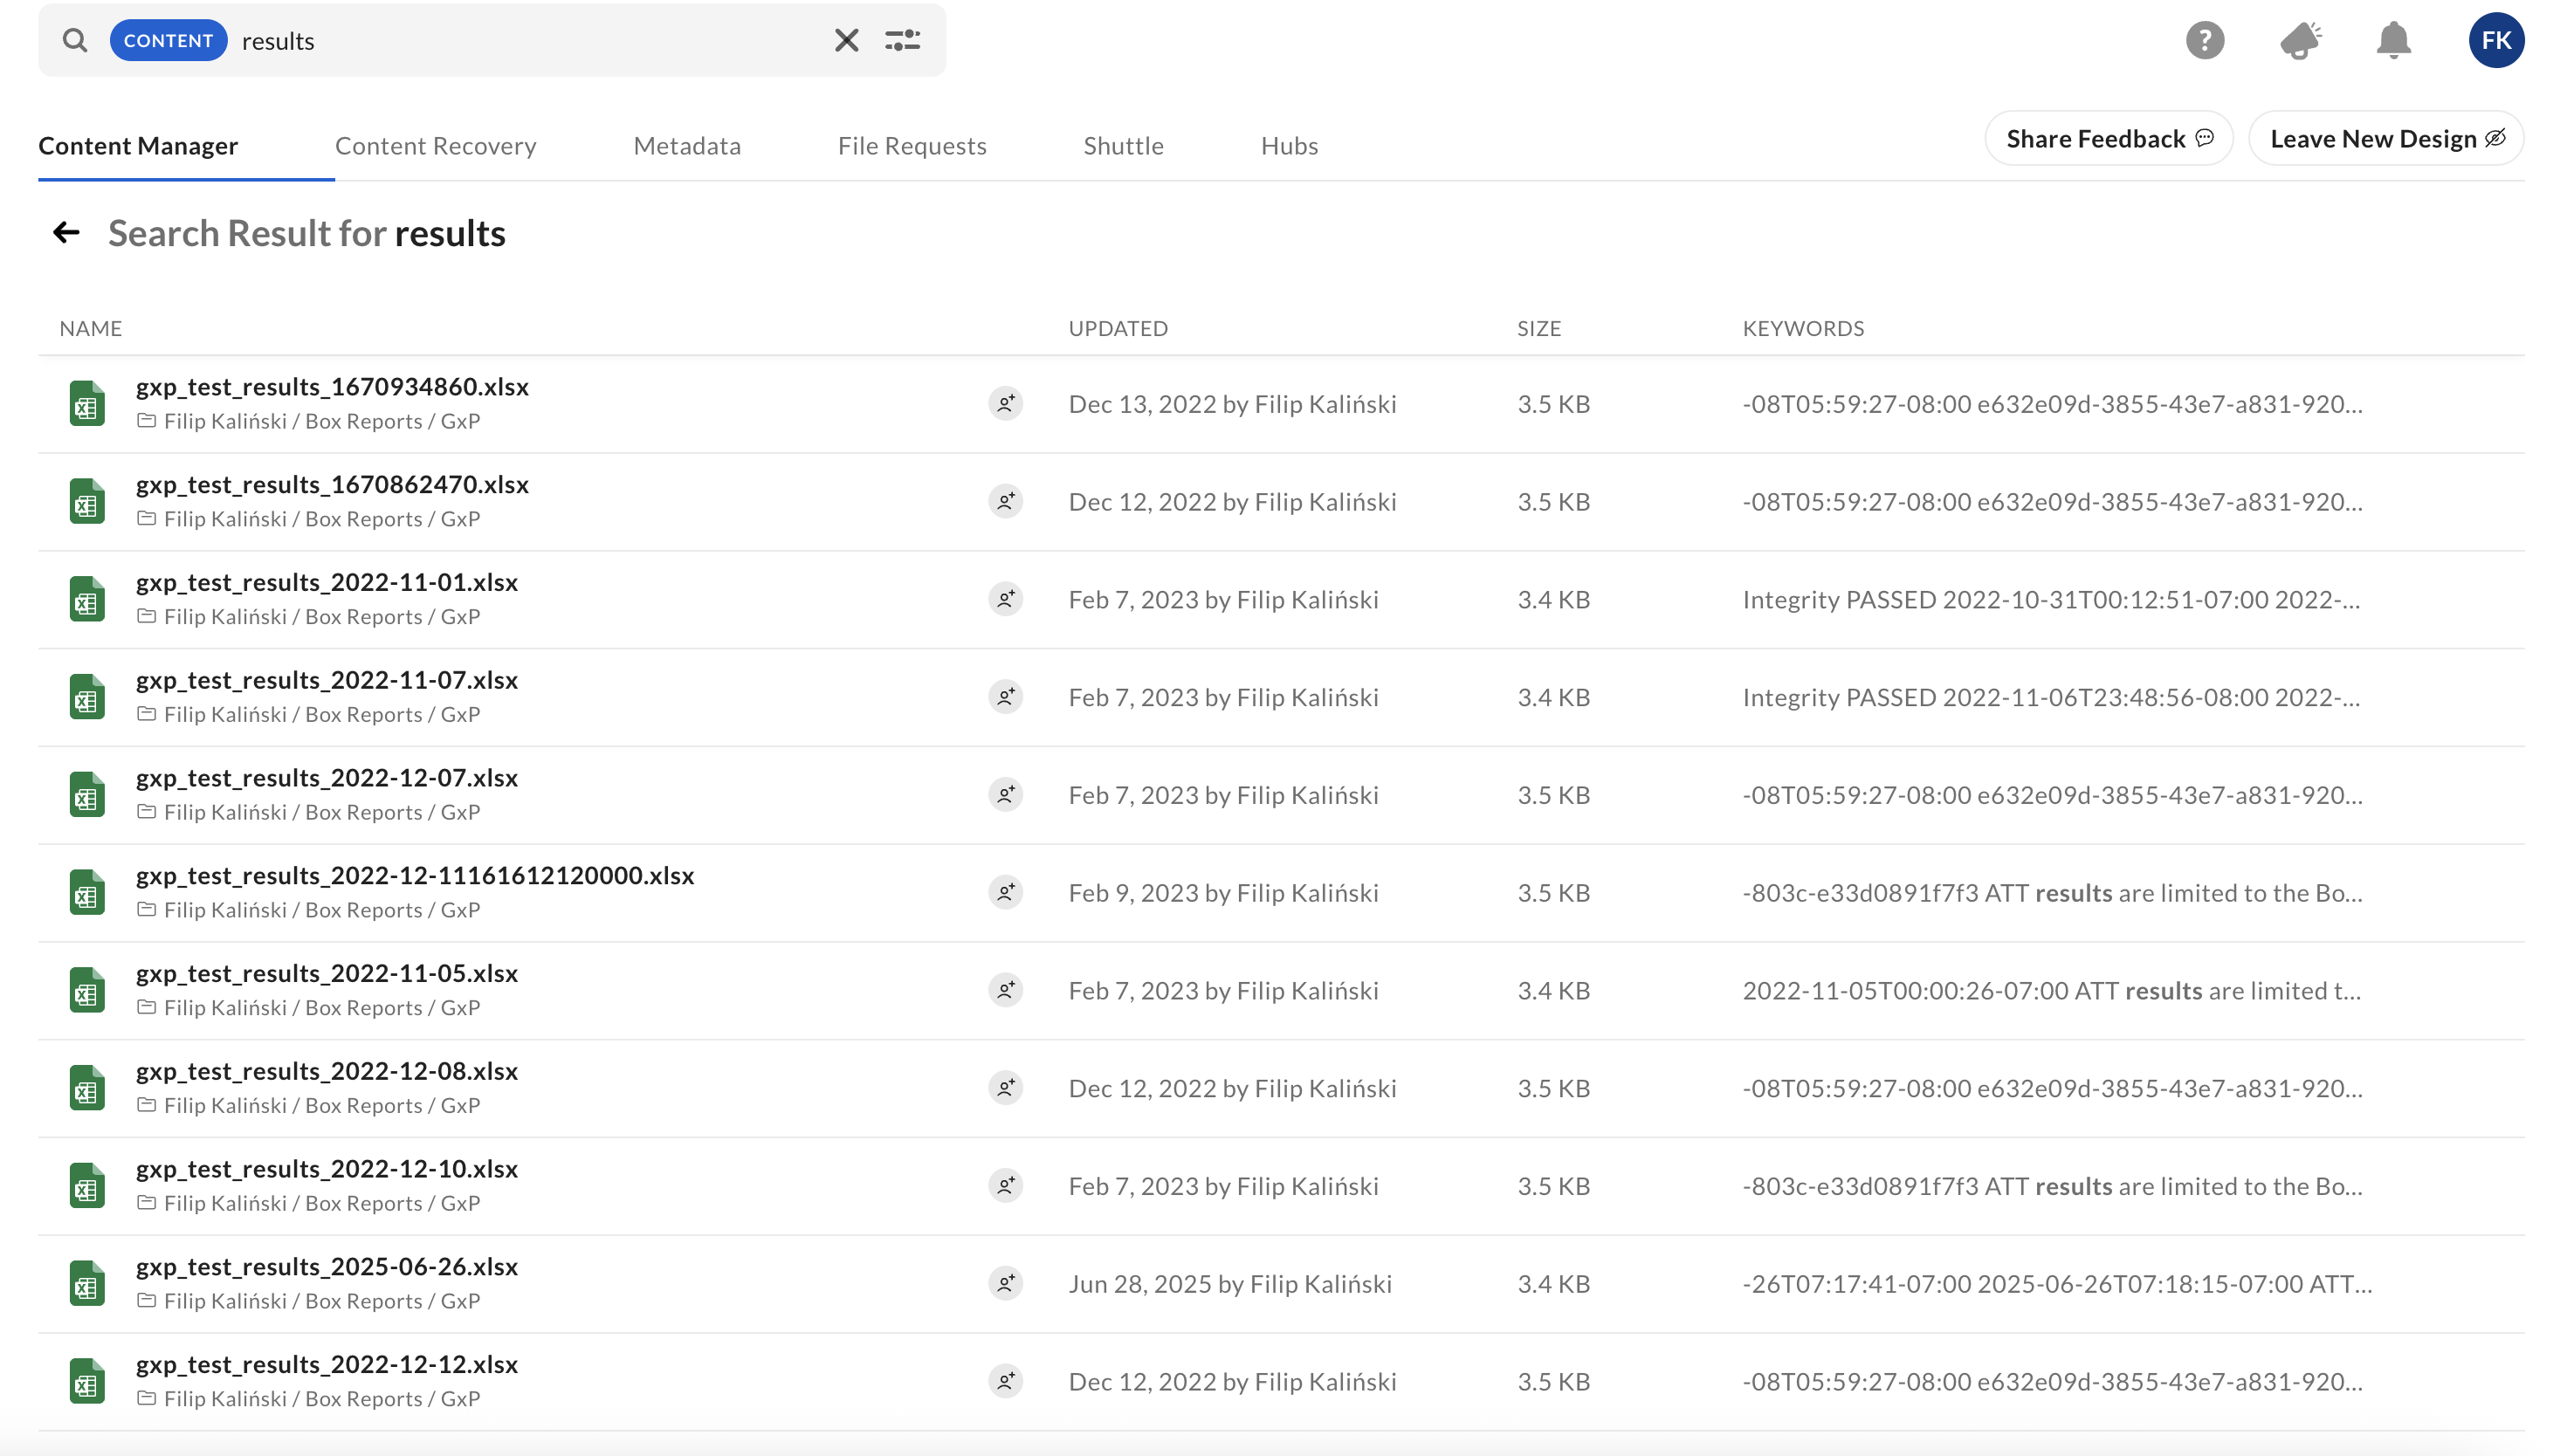 CONTENT results
? FK
Content Manager Content Recovery Metadata File Requests Shuttle Hubs Share Feedback Leave New Design
Search Result for results
NAME UPDATED SIZE KEYWORDS
gxp_test_results_1670934860.xlsx
Filip Kaliński / Box Reports / GxP
Dec 13, 2022 by Filip Kaliński 3.5 KB -08T05:59:27-08:00 e632e09d-3855-43e7-a831-920...
gxp_test_results_1670862470.xlsx
Filip Kaliński / Box Reports / GxP
Dec 12, 2022 by Filip Kaliński 3.5 KB -08T05:59:27-08:00 e632e09d-3855-43e7-a831-920...
gxp_test_results_2022-11-01.xlsx
Filip Kaliński / Box Reports / GxP
Feb 7, 2023 by Filip Kaliński 3.4 KB Integrity PASSED 2022-10-31T00:12:51-07:00 2022-...
gxp_test_results_2022-11-07.xlsx
Filip Kaliński / Box Reports / GxP
Feb 7, 2023 by Filip Kaliński 3.4 KB Integrity PASSED 2022-11-06T23:48:56-08:00 2022-...
gxp_test_results_2022-12-07.xlsx
Filip Kaliński / Box Reports / GxP
Feb 7, 2023 by Filip Kaliński 3.5 KB -08T05:59:27-08:00 e632e09d-3855-43e7-a831-920...
gxp_test_results_2022-12-11161612120000.xlsx
Filip Kaliński / Box Reports / GxP
Feb 9, 2023 by Filip Kaliński 3.5 KB -803c-e33d0891f7f3 ATT results are limited to the Bo...
gxp_test_results_2022-11-05.xlsx
Filip Kaliński / Box Reports / GxP
Feb 7, 2023 by Filip Kaliński 3.4 KB 2022-11-05T00:00:26-07:00 ATT results are limited t...
gxp_test_results_2022-12-08.xlsx
Filip Kaliński / Box Reports / GxP
Dec 12, 2022 by Filip Kaliński 3.5 KB -08T05:59:27-08:00 e632e09d-3855-43e7-a831-920...
gxp_test_results_2022-12-10.xlsx
Filip Kaliński / Box Reports / GxP
Feb 7, 2023 by Filip Kaliński 3.5 KB -803c-e33d0891f7f3 ATT results are limited to the Bo...
gxp_test_results_2025-06-26.xlsx
Filip Kaliński / Box Reports / GxP
Jun 28, 2025 by Filip Kaliński 3.4 KB -26T07:17:41-07:00 2025-06-26T07:18:15-07:00 ATT...
gxp_test_results_2022-12-12.xlsx
Filip Kaliński / Box Reports / GxP
Dec 12, 2022 by Filip Kaliński 3.5 KB -08T05:59:27-08:00 e632e09d-3855-43e7-a831-920...